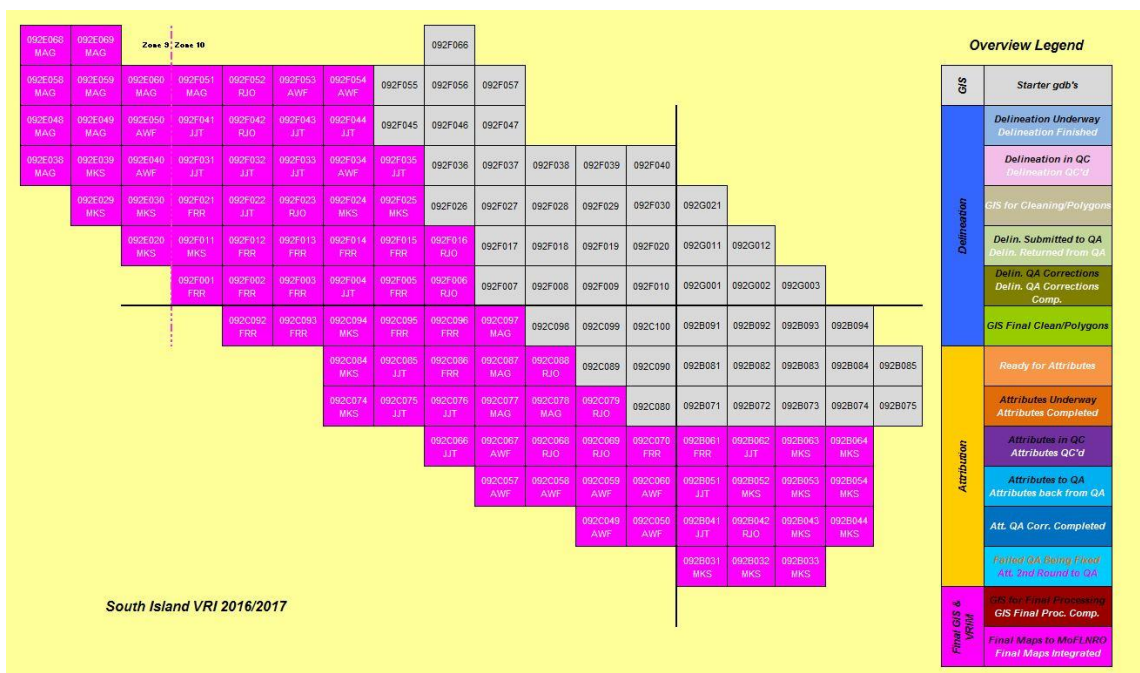 Overview Legend
092E068 092E069 Zone 9 Zone 10 092F066
MAG MAG
092E058 092E059 092E060 092F051 092F052 092F053 092F054 092F055 092F056 092F057
MAG MAG MAG MAG RJO AWF AWF
092E048 092E049 092E050 092F041 092F042 092F043 092F044 092F045 092F046 092F047
MAG MAG AWF JJT RJO JJT JJT
092E038 092E039 092E040 092F031 092F032 092F033 092F034 092F035 092F036 092F037 092F038 092F039 092F040
MAG MKS AWF JJT JJT JJT AWF JJT
092E029 092E030 092F021 092F022 092F023 092F024 092F025 092F026 092F027 092F028 092F029 092F030 092G021
MKS MKS FRR JJT RJO MKS MKS
092E020 092F011 092F012 092F013 092F014 092F015 092F016 092F017 092F018 092F019 092F020 092G011 092G012
MKS MKS FRR FRR FRR FRR RJO
092F001 092F002 092F003 092F004 092F005 092F006 092F007 092F008 092F009 092F010 092G001 092G002 092G003
FRR FRR FRR JJT FRR RJO
092C092 092C093 092C094 092C095 092C096 092C097 092C098 092C099 092C100 092B091 092B092 092B093 092B094
FRR FRR MKS FRR FRR MAG
092C084 092C085 092C086 092C087 092C088 092C089 092C090 092B081 092B082 092B083 092B084 092B085
MKS JJT FRR MAG RJO
092C074 092C075 092C076 092C077 092C078 092C079 092C080 092B071 092B072 092B073 092B074 092B075
MKS JJT JJT MAG MAG RJO
092C066 092C067 092C068 092C069 092C070 092B061 092B062 092B063 092B064
JJT AWF RJO RJO FRR FRR JJT MKS MKS
092C057 092C058 092C059 092C060 092B051 092B052 092B053 092B054
AWF AWF AWF AWF JJT MKS MKS MKS
092C049 092C050 092B041 092B042 092B043 092B044
AWF AWF JJT RJO MKS MKS
092B031 092B032 092B033
MKS MKS MKS
South Island VRI 2016/2017
GIS
Starter gdb's
Delineation
Delineation Underway
Delineation Finished
Delineation in QC
Delineation QC'd
GIS for Cleaning/Polygons
Delin. Submitted to QA
Delin. Returned from QA
Delin. QA Corrections
Delin. QA Corrections
Comp.
GIS Final Clean/Polygons
Attribution
Ready for Attributes
Attributes Underway
Attributes Completed
Attributes in QC
Attributes QC'd
Attributes to QA
Attributes back from QA
Att. QA Corr. Completed
Failed QA Being Fixed
Att. 2nd Round to QA
Final GIS &
VRIM
GIS for Final Processing
GIS Final Proc. Comp.
Final Maps to MoFLNRO
Final Maps Integrated